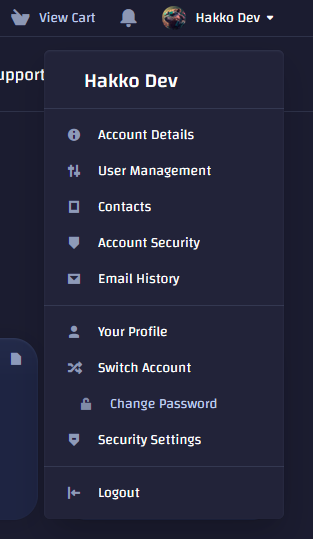 View Cart
Hakko Dev
upport
Hakko Dev
Account Details
User Management
Contacts
Account Security
Email History
Your Profile
Switch Account
Change Password
Security Settings
Logout